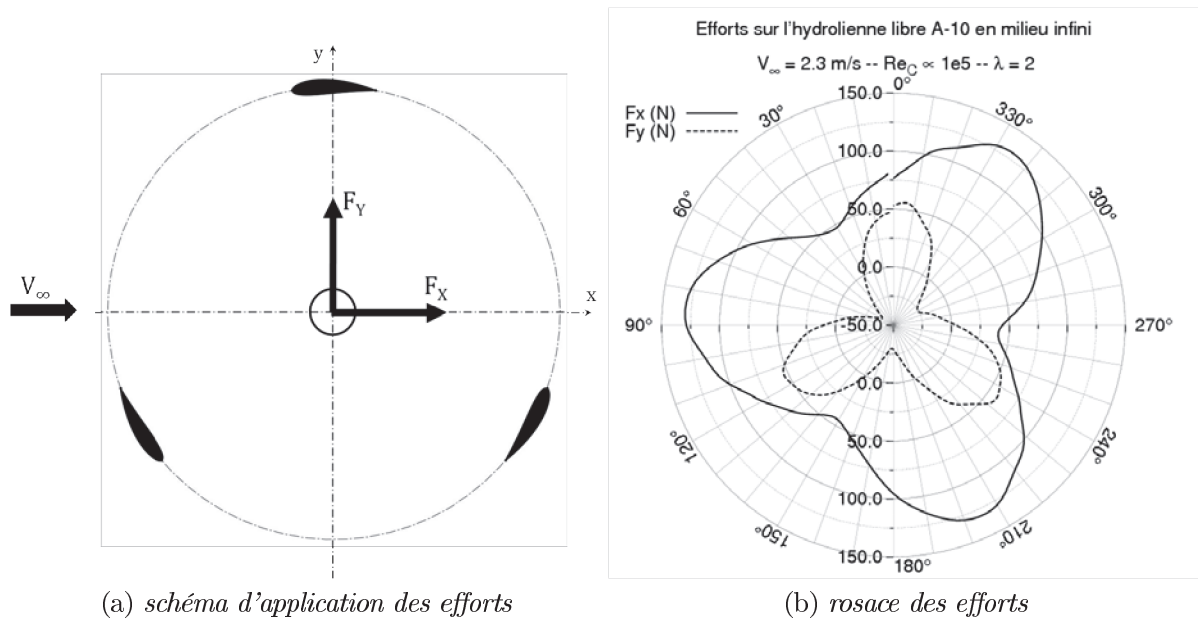 y
F_Y
F_X
V_∞
x
(a) schéma d'application des efforts
Efforts sur l'hydrolienne libre A-10 en milieu infini
V_∞ = 2.3 m/s -- Re_C ∝ 1e5 -- λ = 2
Fx (N)
Fy (N)
150.0
100.0
50.0
0.0
-50.0
0.0
50.0
100.0
150.0
0°
30°
60°
90°
120°
150°
180°
210°
240°
270°
300°
330°
(b) rosace des efforts